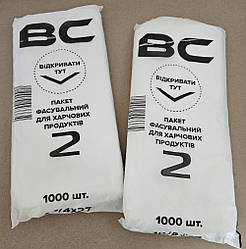 BC
ВІДКРИВАТИ
ТУТ
ПАКЕТ
ФАСУВАЛЬНИЙ
ДЛЯ ХАРЧОВИХ
ПРОДУКТІВ
2
1000 шт.
BC
ВІДКРИВАТИ
ТУТ
ПАКЕТ
ФАСУВАЛЬНИЙ
ДЛЯ ХАРЧОВИХ
ПРОДУКТІВ
2
1000 шт.